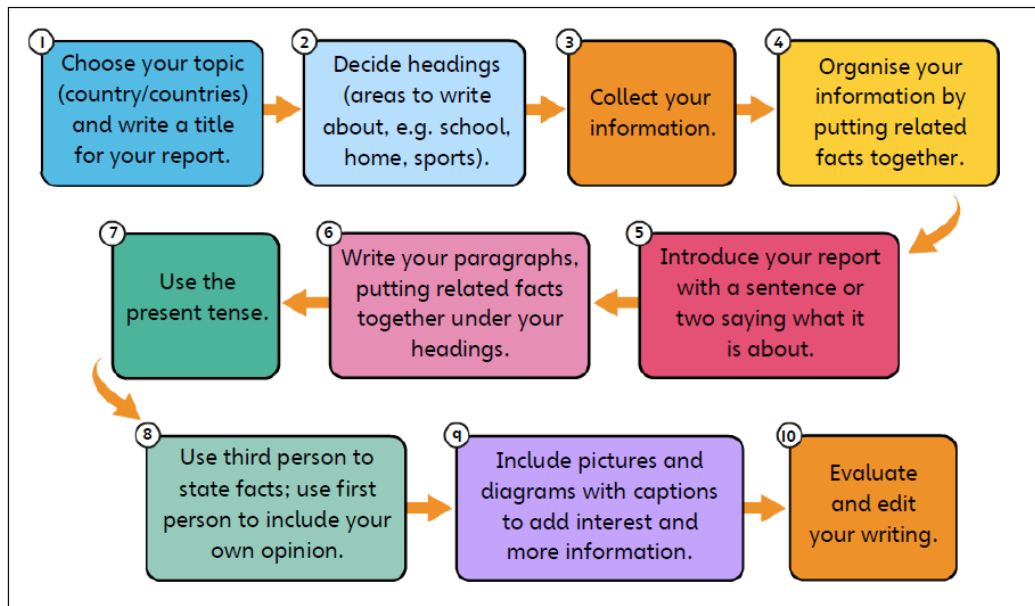 1
Choose your topic
(country/countries)
and write a title
for your report.
2
Decide headings
(areas to write
about, e.g. school,
home, sports).
3
Collect your
information.
4
Organise your
information by
putting related
facts together.
5
Introduce your report
with a sentence or
two saying what it
is about.
6
Write your paragraphs,
putting related facts
together under your
headings.
7
Use the
present tense.
8
Use third person to
state facts; use first
person to include your
own opinion.
9
Include pictures and
diagrams with captions
to add interest and
more information.
10
Evaluate
and edit
your writing.